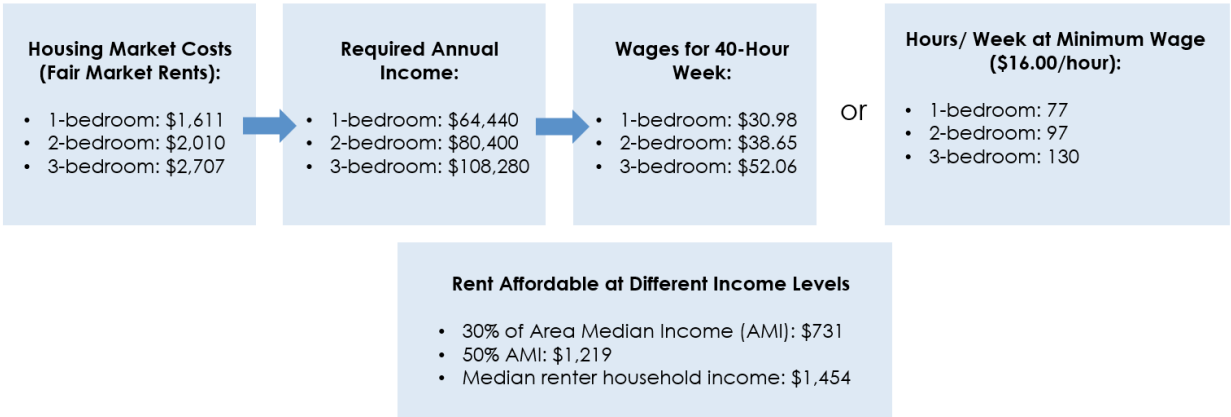 Housing Market Costs
(Fair Market Rents):
• 1-bedroom: $1,611
• 2-bedroom: $2,010
• 3-bedroom: $2,707
Required Annual
Income:
• 1-bedroom: $64,440
• 2-bedroom: $80,400
• 3-bedroom: $108,280
Wages for 40-Hour
Week:
• 1-bedroom: $30.98
• 2-bedroom: $38.65
• 3-bedroom: $52.06
or
Hours/ Week at Minimum Wage
($16.00/hour):
• 1-bedroom: 77
• 2-bedroom: 97
• 3-bedroom: 130
Rent Affordable at Different Income Levels
• 30% of Area Median Income (AMI): $731
• 50% AMI: $1,219
• Median renter household income: $1,454